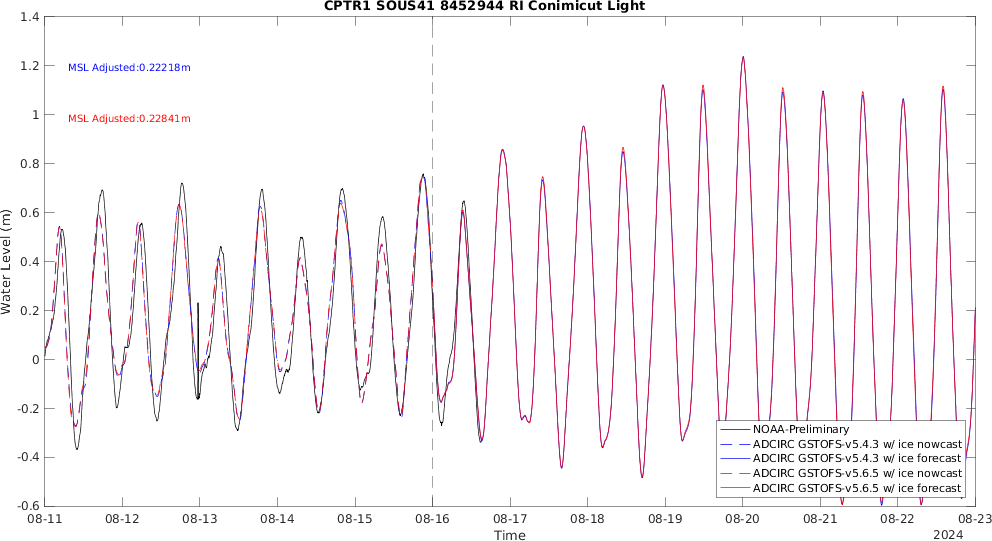 CPTR1 SOUS41 8452944 RI Conimicut Light
MSL Adjusted:0.22218m
MSL Adjusted:0.22841m
Water Level (m)
1.4
1.2
1
0.8
0.6
0.4
0.2
0
-0.2
-0.4
-0.6
NOAA-Preliminary
ADCIRC GSTOFS-v5.4.3 w/ ice nowcast
ADCIRC GSTOFS-v5.4.3 w/ ice forecast
ADCIRC GSTOFS-v5.6.5 w/ ice nowcast
ADCIRC GSTOFS-v5.6.5 w/ ice forecast
08-11 08-12 08-13 08-14 08-15 08-16 08-17 08-18 08-19 08-20 08-21 08-22 08-23
Time
2024